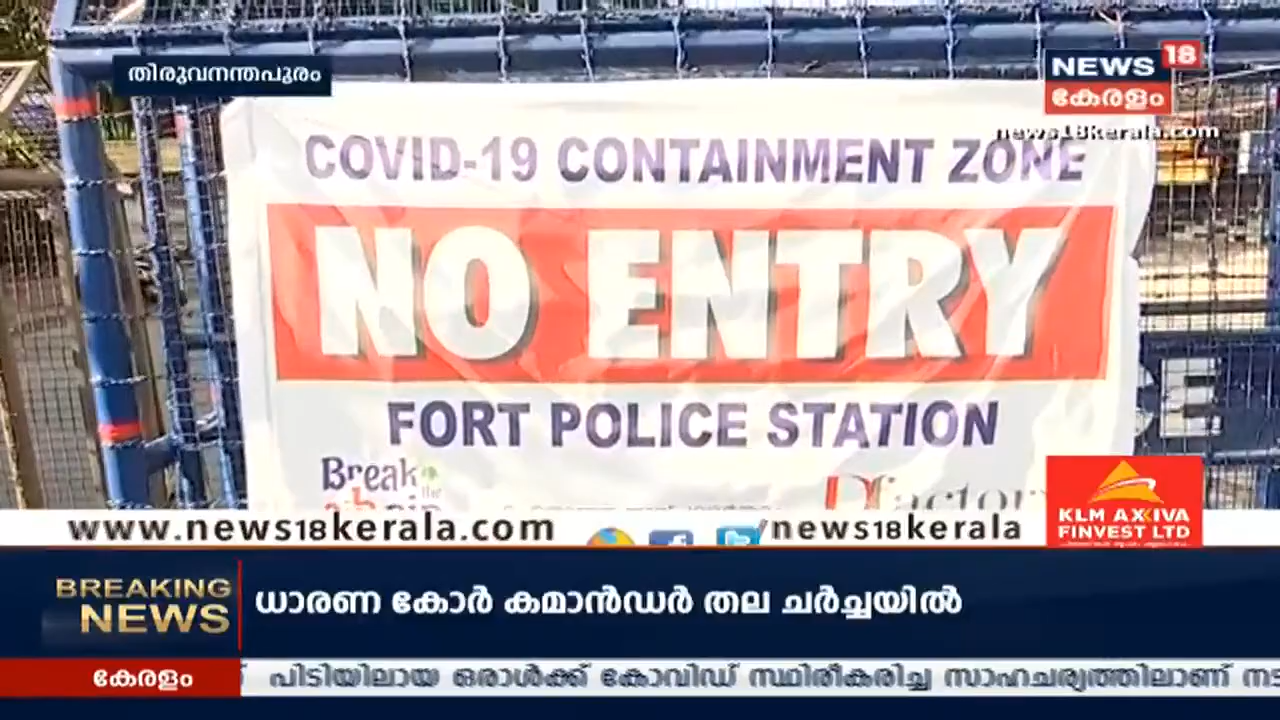 തിരുവനന്തപുരം
NEWS 18
കേരളം
news18kerala.com
COVID-19 CONTAINMENT ZONE
NO ENTRY
FORT POLICE STATION
Break
the
www.news18kerala.com
/news18kerala
KLM AXIVA
FINVEST LTD
BREAKING
NEWS
ധാരണ കോർ കമാൻഡർ തല ചർച്ചയിൽ
കേരളം
പിടിയിലായ ഒരാൾക്ക് കോവിഡ് സ്ഥിരീകരിച്ച സാഹചര്യത്തിലാണ്